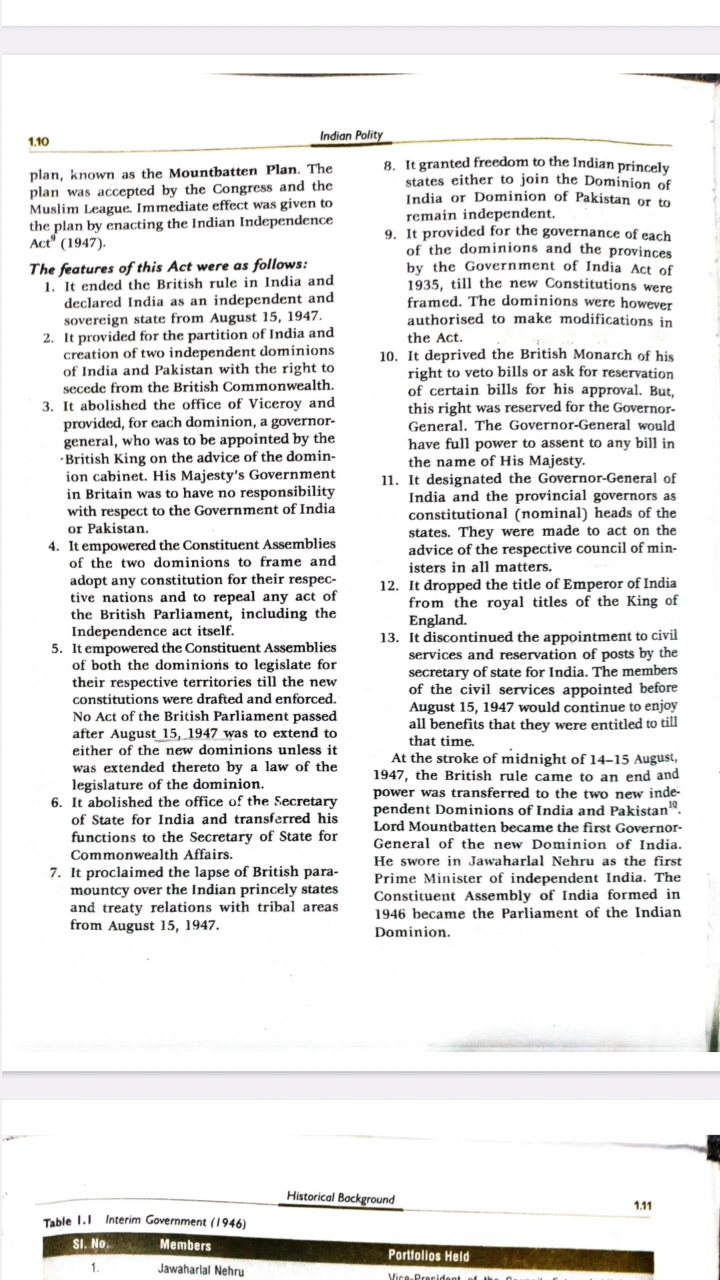 1.10
Indian Polity
plan, known as the Mountbatten Plan. The
plan was accepted by the Congress and the
Muslim League. Immediate effect was given to
the plan by enacting the Indian Independence
Act⁹ (1947).
The features of this Act were as follows:
1. It ended the British rule in India and
declared India as an independent and
sovereign state from August 15, 1947.
2. It provided for the partition of India and
creation of two independent dominions
of India and Pakistan with the right to
secede from the British Commonwealth.
3. It abolished the office of Viceroy and
provided, for each dominion, a governor-
general, who was to be appointed by the
British King on the advice of the domin-
ion cabinet. His Majesty's Government
in Britain was to have no responsibility
with respect to the Government of India
or Pakistan.
4. It empowered the Constituent Assemblies
of the two dominions to frame and
adopt any constitution for their respec-
tive nations and to repeal any act of
the British Parliament, including the
Independence act itself.
5. It empowered the Constituent Assemblies
of both the dominions to legislate for
their respective territories till the new
constitutions were drafted and enforced.
No Act of the British Parliament passed
after August 15, 1947 was to extend to
either of the new dominions unless it
was extended thereto by a law of the
legislature of the dominion.
6. It abolished the office of the Secretary
of State for India and transferred his
functions to the Secretary of State for
Commonwealth Affairs.
7. It proclaimed the lapse of British para-
mountcy over the Indian princely states
and treaty relations with tribal areas
from August 15, 1947.
8. It granted freedom to the Indian princely
states either to join the Dominion of
India or Dominion of Pakistan or to
remain independent.
9. It provided for the governance of each
of the dominions and the provinces
by the Government of India Act of
1935, till the new Constitutions were
framed. The dominions were however
authorised to make modifications in
the Act.
10. It deprived the British Monarch of his
right to veto bills or ask for reservation
of certain bills for his approval. But,
this right was reserved for the Governor-
General. The Governor-General would
have full power to assent to any bill in
the name of His Majesty.
11. It designated the Governor-General of
India and the provincial governors as
constitutional (nominal) heads of the
states. They were made to act on the
advice of the respective council of min-
isters in all matters.
12. It dropped the title of Emperor of India
from the royal titles of the King of
England.
13. It discontinued the appointment to civil
services and reservation of posts by the
secretary of state for India. The members
of the civil services appointed before
August 15, 1947 would continue to enjoy
all benefits that they were entitled to till
that time.
At the stroke of midnight of 14–15 August,
1947, the British rule came to an end and
power was transferred to the two new inde-
pendent Dominions of India and Pakistan¹⁰.
Lord Mountbatten became the first Governor-
General of the new Dominion of India.
He swore in Jawaharlal Nehru as the first
Prime Minister of independent India. The
Constituent Assembly of India formed in
1946 became the Parliament of the Indian
Dominion.
Historical Background
1.11
Table 1.1 Interim Government (1946)
Sl. No. Members Portfolios Held
1. Jawaharlal Nehru